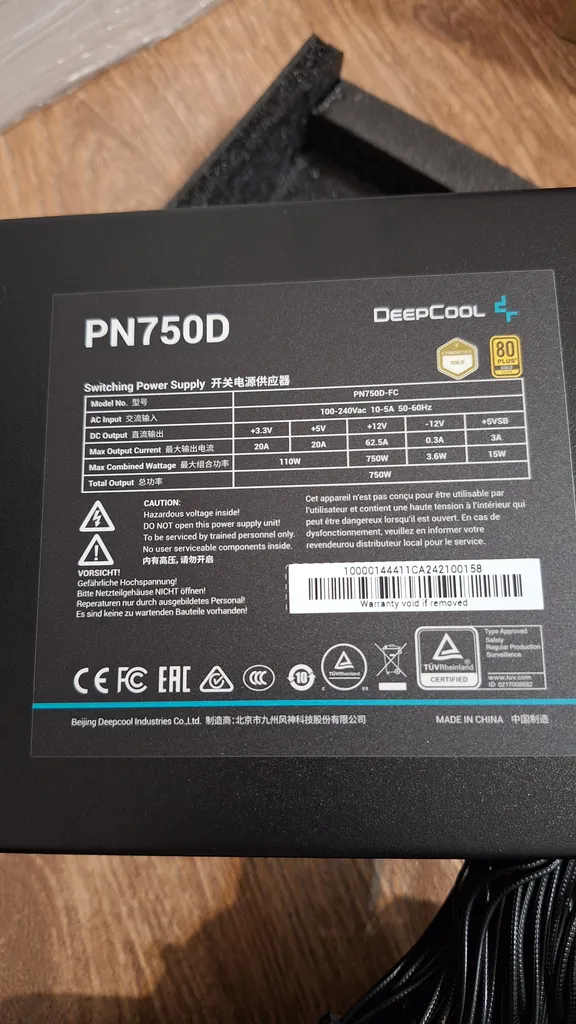 PN750D
DEEPCOOL
CYBENETICS
GOLD
80
PLUS
GOLD
Switching Power Supply 开关电源供应器
Model No. 型号 PN750D-FC
AC Input 交流输入 100-240Vac 10-5A 50-60Hz
DC Output 直流输出 +3.3V +5V +12V -12V +5VSB
Max Output Current 最大输出电流 20A 20A 62.5A 0.3A 3A
Max Combined Wattage 最大组合功率 110W 750W 3.6W 15W
Total Output 总功率 750W
CAUTION:
Hazardous voltage inside!
DO NOT open this power supply unit!
To be serviced by trained personnel only.
No user serviceable components inside.
内有高压, 请勿开启
VORSICHT!
Gefährliche Hochspannung!
Bitte Netzteilgehäuse NICHT öffnen!
Reperaturen nur durch ausgebildetes Personal!
Es sind keine zu wartenden Bauteile vorhanden!
Cet appareil n'est pas conçu pour être utilisable par
l'utilisateur et contient une haute tension à l'intérieur qui
peut être dangereux lorsqu'il est ouvert. En cas de
dysfonctionnement, veuillez en informer votre
revendeurou distributeur local pour le service.
10000144411CA242100158
Warranty void if removed
CE FC EAC CCC 10
TÜVRheinland
TÜVRheinland
CERTIFIED
Type Approved
Safety
Regular Production
Surveillance
www.tuv.com
ID 0217008682
Beijing Deepcool Industries Co.,Ltd. 制造商:北京市九州风神科技股份有限公司
MADE IN CHINA 中国制造